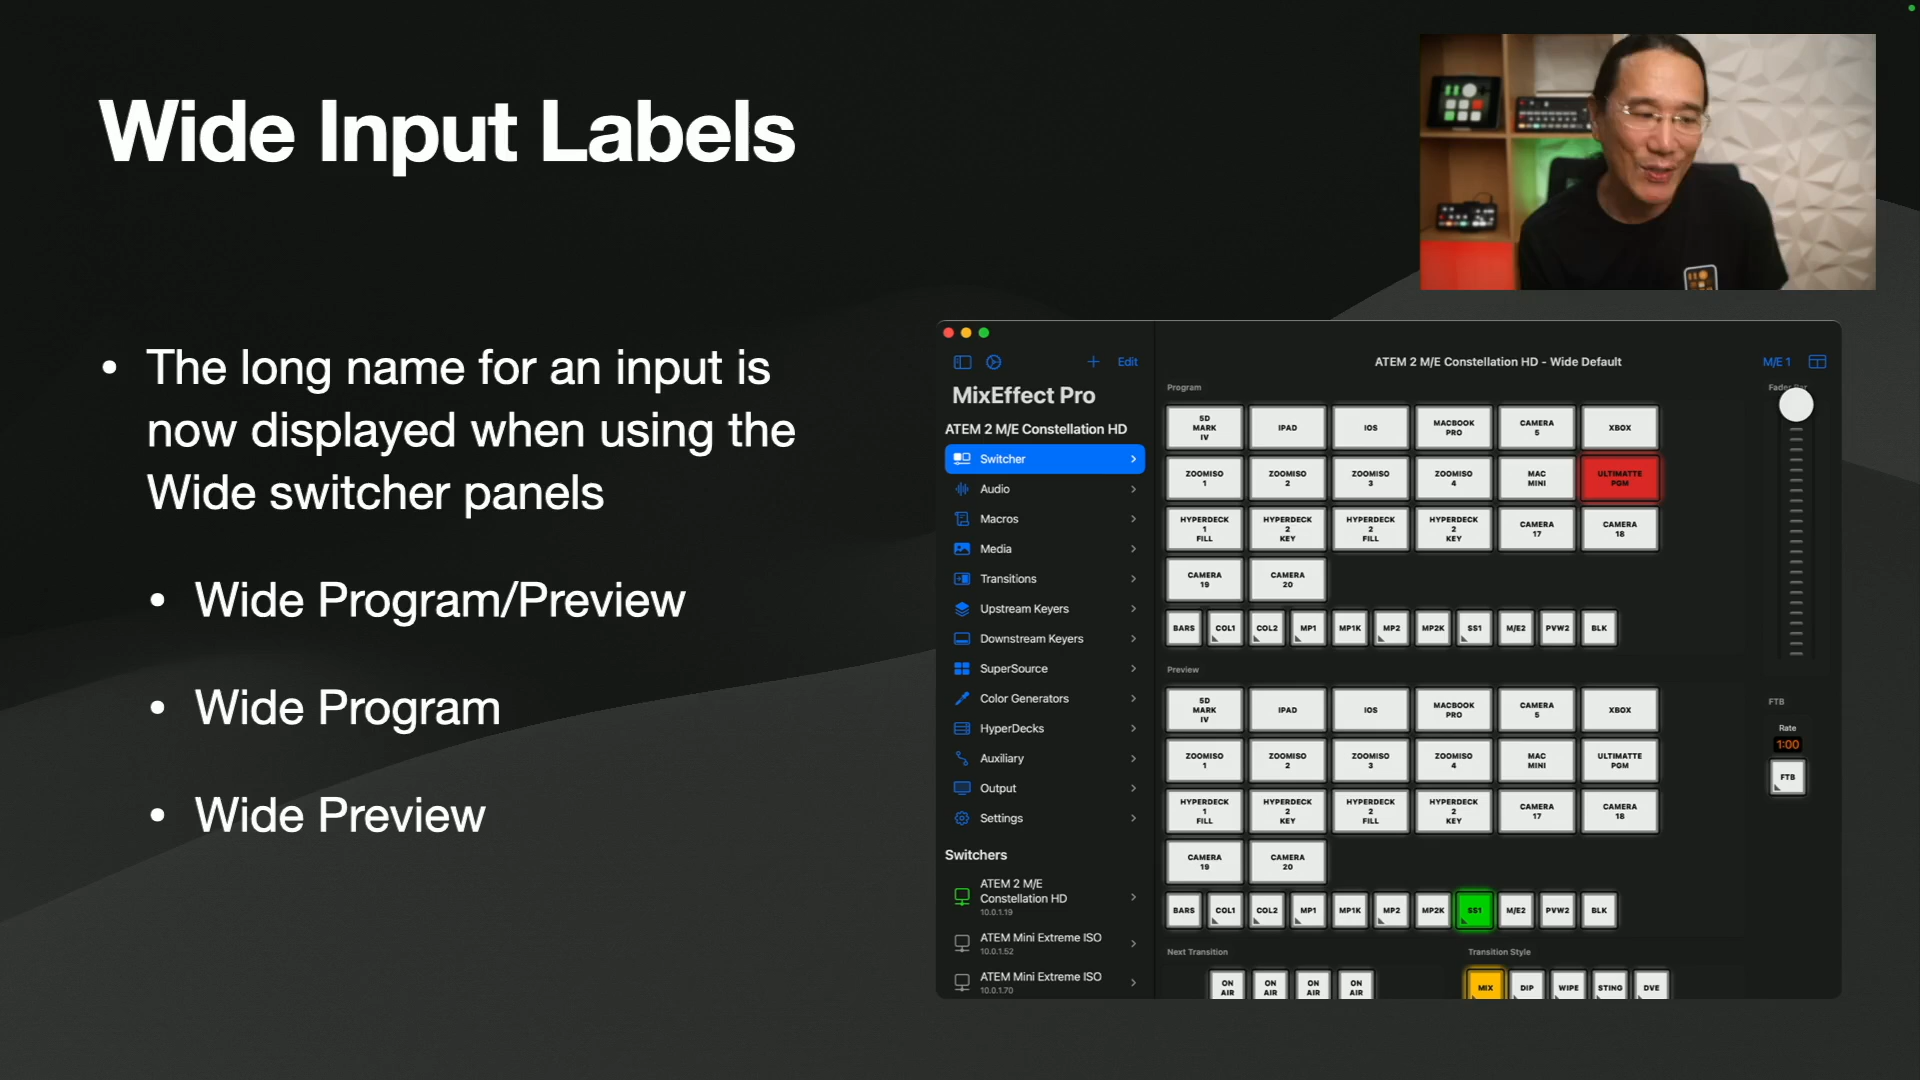 Wide Input Labels
• The long name for an input is
now displayed when using the
Wide switcher panels
• Wide Program/Preview
• Wide Program
• Wide Preview
Edit
MixEffect Pro
ATEM 2 M/E Constellation HD
Switcher
Audio
Macros
Media
Transitions
Upstream Keyers
Downstream Keyers
SuperSource
Color Generators
HyperDecks
Auxiliary
Output
Settings
Switchers
ATEM 2 M/E
Constellation HD
10.0.1.19
ATEM Mini Extreme ISO
10.0.1.52
ATEM Mini Extreme ISO
10.0.1.70
ATEM 2 M/E Constellation HD - Wide Default
M/E 1
Program
Fader Bar
5D
MARK
IV
IPAD
IOS
MACBOOK
PRO
CAMERA
5
XBOX
ZOOMISO
1
ZOOMISO
2
ZOOMISO
3
ZOOMISO
4
MAC
MINI
ULTIMATTE
PGM
HYPERDECK
1
FILL
HYPERDECK
2
KEY
HYPERDECK
2
FILL
HYPERDECK
2
KEY
CAMERA
17
CAMERA
18
CAMERA
19
CAMERA
20
BARS
COL1
COL2
MP1
MP1K
MP2
MP2K
SS1
M/E2
PVW2
BLK
Preview
5D
MARK
IV
IPAD
IOS
MACBOOK
PRO
CAMERA
5
XBOX
ZOOMISO
1
ZOOMISO
2
ZOOMISO
3
ZOOMISO
4
MAC
MINI
ULTIMATTE
PGM
HYPERDECK
1
FILL
HYPERDECK
2
KEY
HYPERDECK
2
FILL
HYPERDECK
2
KEY
CAMERA
17
CAMERA
18
CAMERA
19
CAMERA
20
BARS
COL1
COL2
MP1
MP1K
MP2
MP2K
SS1
M/E2
PVW2
BLK
FTB
Rate
1:00
FTB
Next Transition
ON
AIR
ON
AIR
ON
AIR
ON
AIR
Transition Style
MIX
DIP
WIPE
STING
DVE